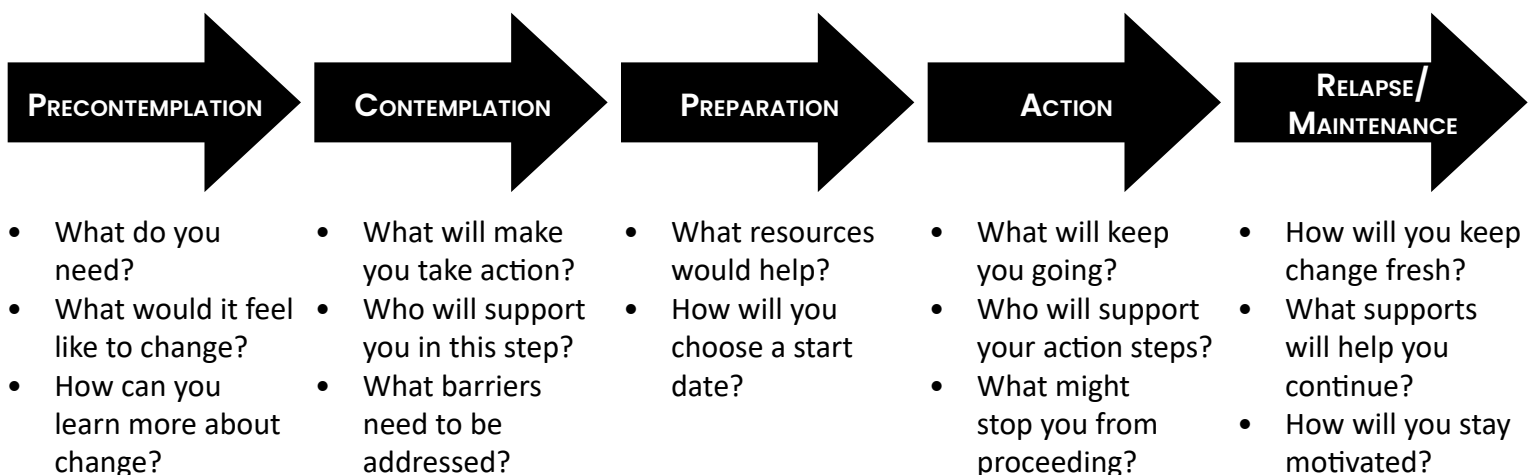 PRECONTEMPLATION
What do you
need?
What would it feel
like to change?
How can you
learn more about
change?
CONTEMPLATION
What will make
you take action?
Who will support
you in this step?
What barriers
need to be
addressed?
PREPARATION
What resources
would help?
How will you
choose a start
date?
ACTION
What will keep
you going?
Who will support
your action steps?
What might
stop you from
proceeding?
RELAPSE/
MAINTENANCE
How will you keep
change fresh?
What supports
will help you
continue?
How will you stay
motivated?